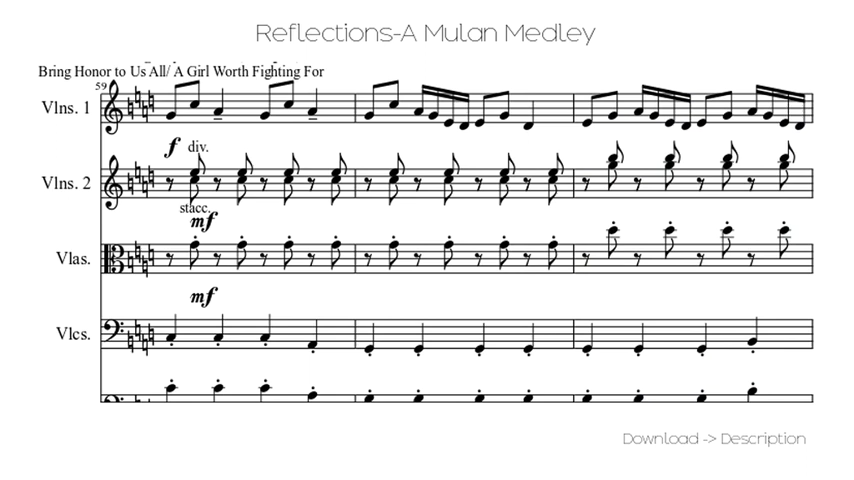 Reflections-A Mulan Medley
Bring Honor to Us All/ A Girl Worth Fighting For
59
Vlns. 1
f
div.
Vlns. 2
stacc.
mf
Vlas.
mf
Vlcs.
Download -> Description